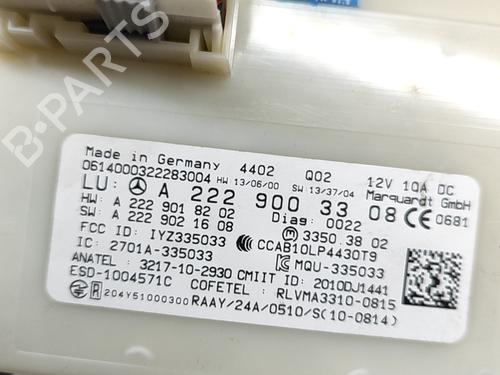 B-PARTS
Made in Germany 4402 Q02 12V 10A DC
0614000322283004 HW 13/06/00 SW 13/37/04 Marquardt GmbH
LU: A 222 900 33 08 CE 0681
HW: A 222 901 82 02 Diag: 0022
SW: A 222 902 16 08 3350.38 02
FCC ID: IYZ335033 CCAB10LP4430T9
IC: 2701A-335033 MQU-335033
ANATEL : 3217-10-2930 CMIIT ID: 2010DJ1441
ESD-1004571C COFETEL : RLVMA3310-0815
R 204Y51000300 RAAY/24A/0510/S(10-0814)